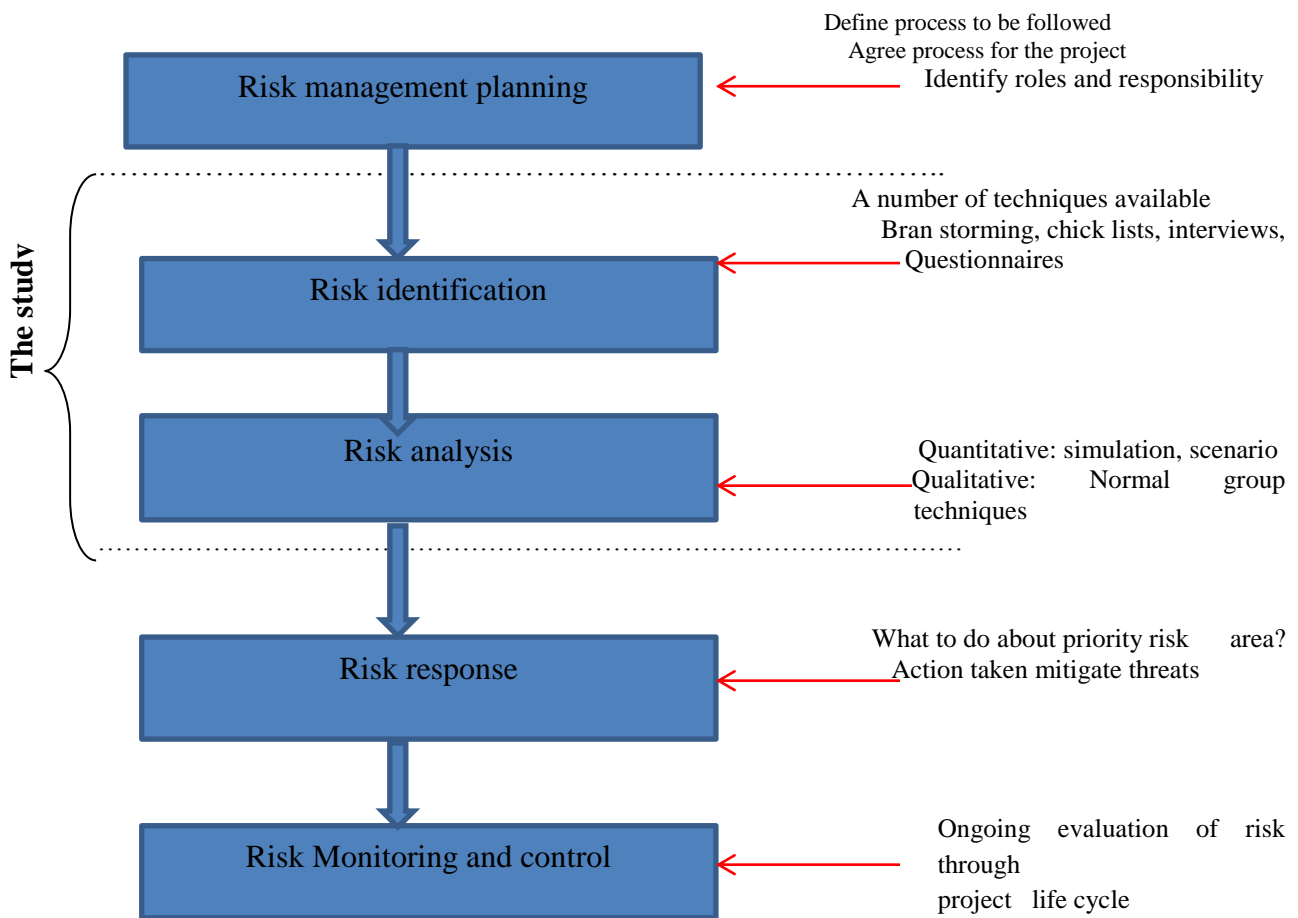 Define process to be followed
Agree process for the project
Risk management planning
Identify roles and responsibility
A number of techniques available
Bran storming, chick lists, interviews,
Questionnaires
The study
Risk identification
Risk analysis
Quantitative: simulation, scenario
Qualitative: Normal group
techniques
What to do about priority risk area?
Action taken mitigate threats
Risk response
Ongoing evaluation of risk
through
project life cycle
Risk Monitoring and control